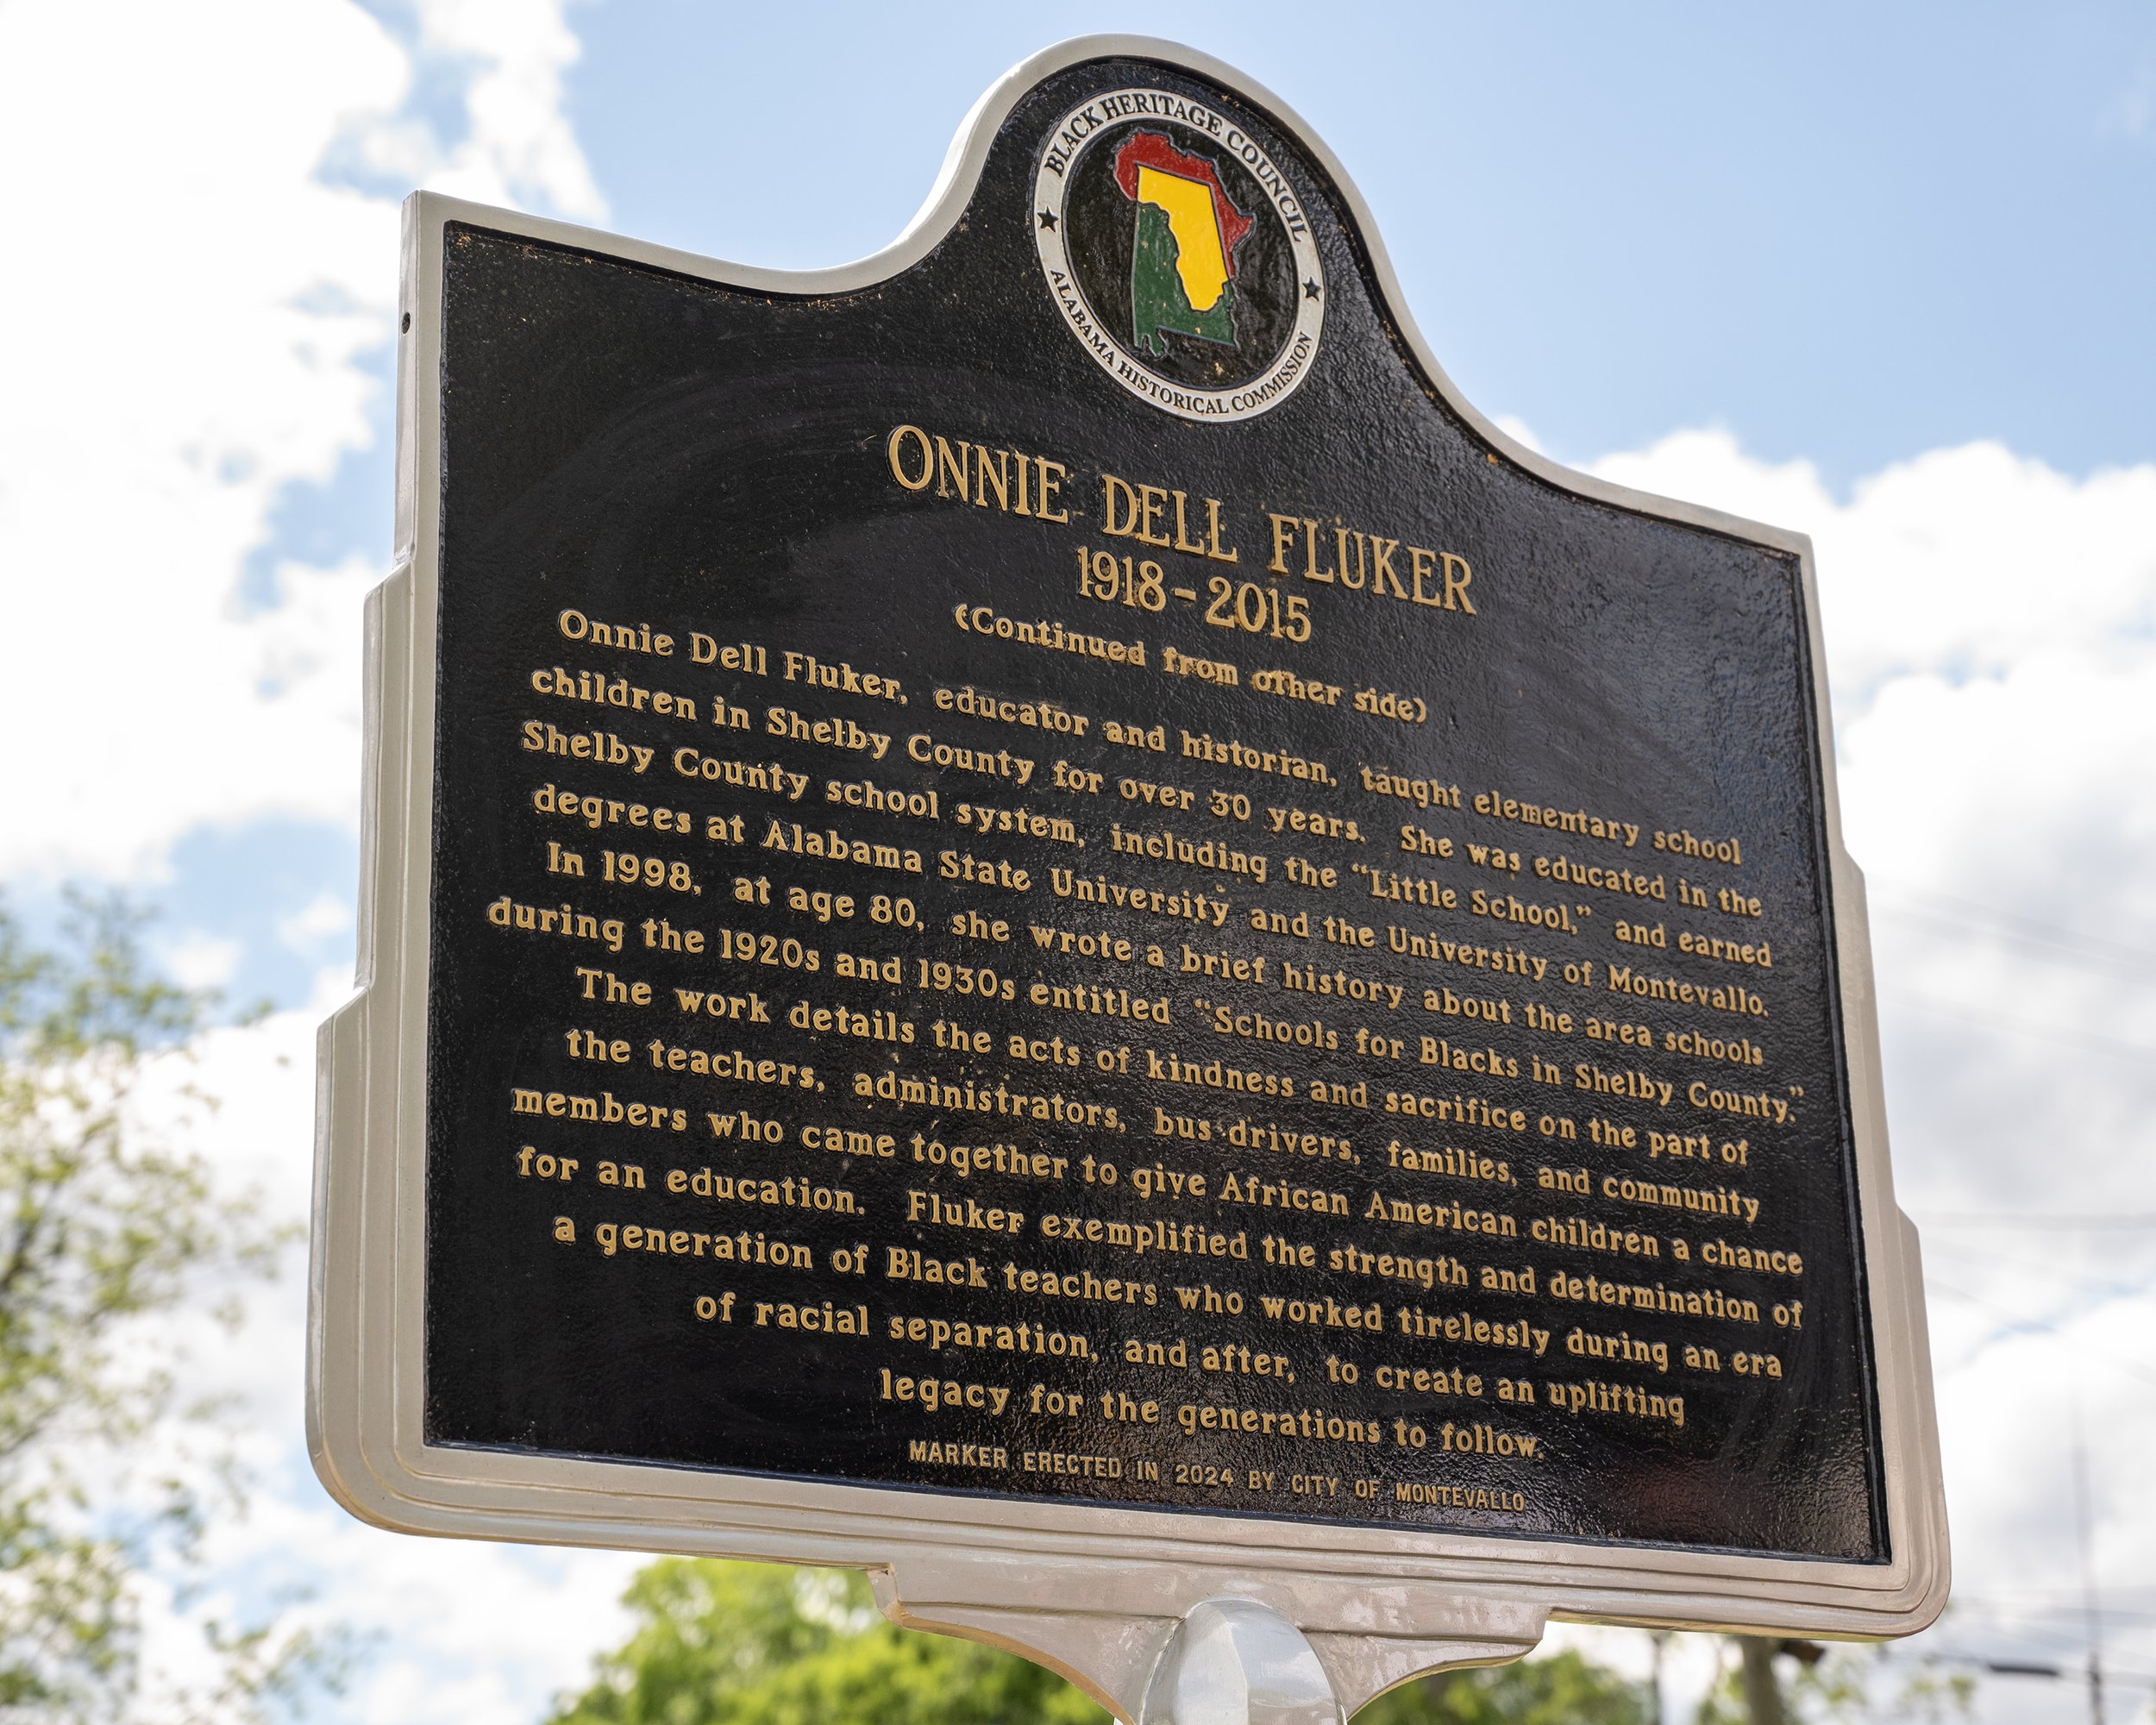 BLACK HERITAGE COUNCIL
ALABAMA HISTORICAL COMMISSION
ONNIE DELL FLUKER
1918-2015
(Continued from other side)
Onnie Dell Fluker, educator and historian, taught elementary school
children in Shelby County for over 30 years. She was educated in the
Shelby County school system, including the “Little School,” and earned
degrees at Alabama State University and the University of Montevallo.
In 1998, at age 80, she wrote a brief history about the area schools
during the 1920s and 1930s entitled “Schools for Blacks in Shelby County.”
The work details the acts of kindness and sacrifice on the part of
the teachers, administrators, bus drivers, families, and community
members who came together to give African American children a chance
for an education. Fluker exemplified the strength and determination of
a generation of Black teachers who worked tirelessly during an era
of racial separation, and after, to create an uplifting
legacy for the generations to follow.
MARKER ERECTED IN 2024 BY CITY OF MONTEVALLO